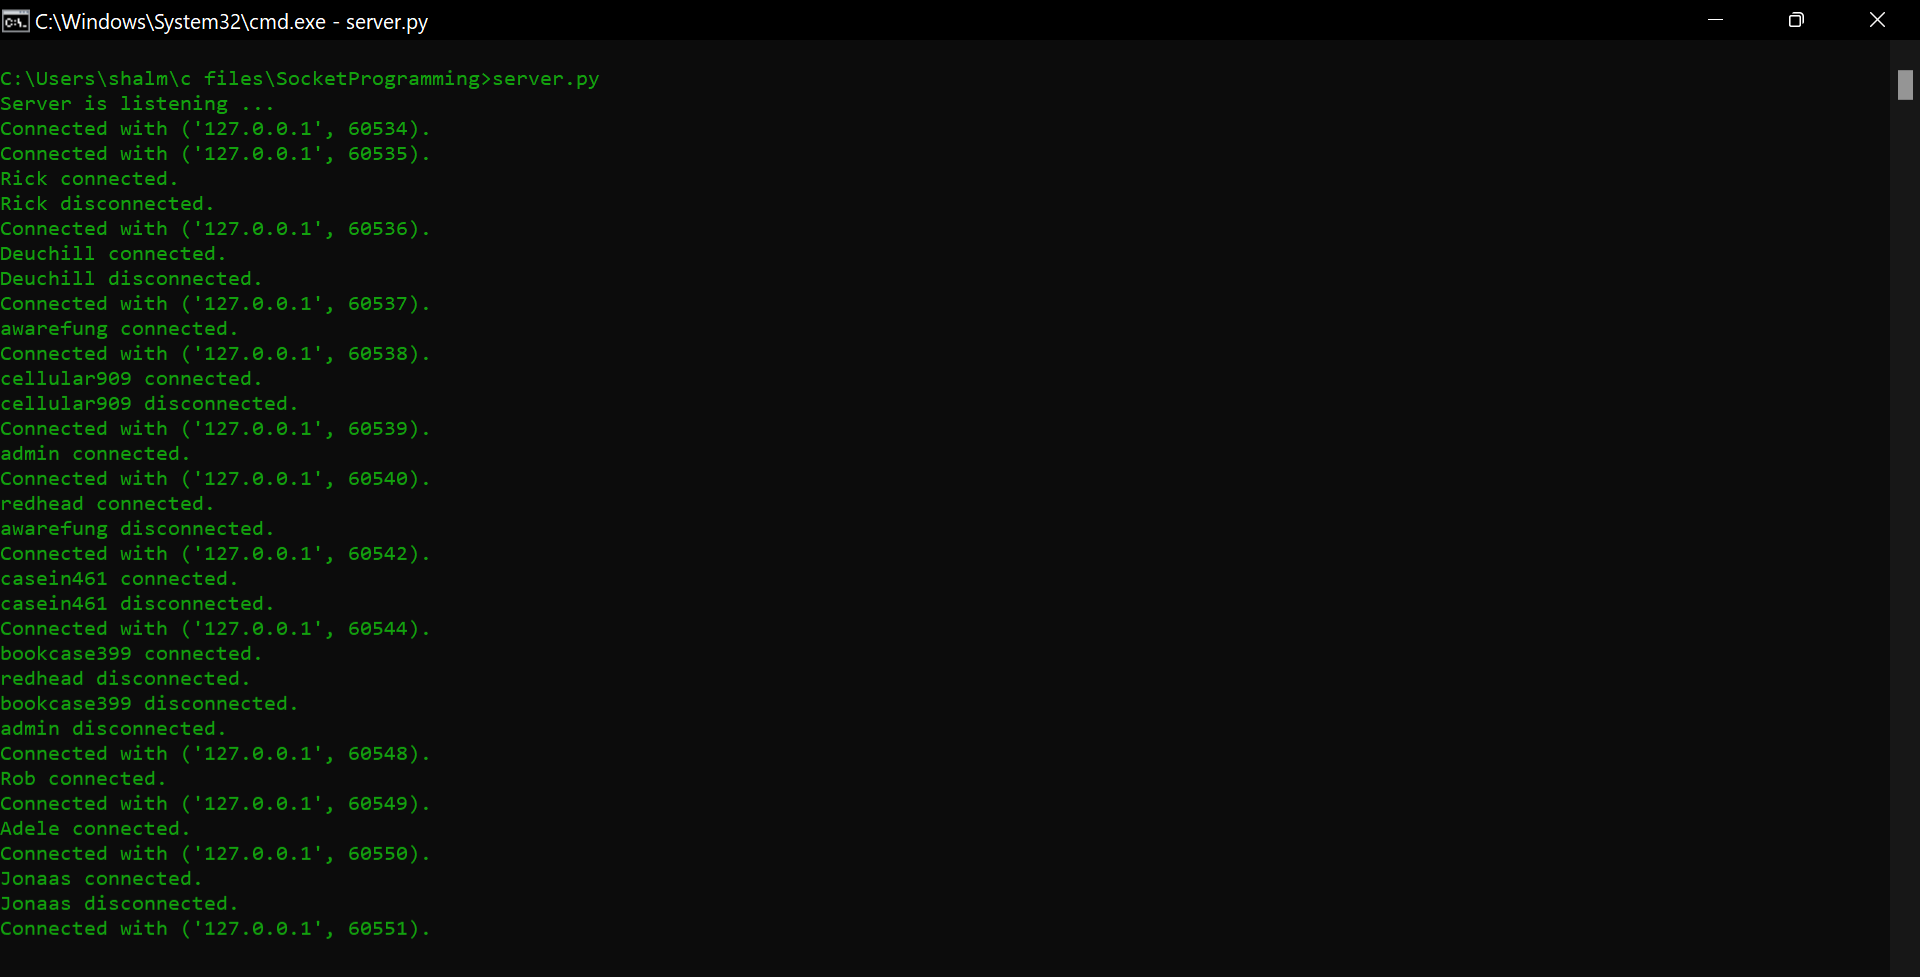 C:\Windows\System32\cmd.exe - server.py
C:\Users\shalm\c files\SocketProgramming>server.py
Server is listening ...
Connected with ('127.0.0.1', 60534).
Connected with ('127.0.0.1', 60535).
Rick connected.
Rick disconnected.
Connected with ('127.0.0.1', 60536).
Deuchill connected.
Deuchill disconnected.
Connected with ('127.0.0.1', 60537).
awarefung connected.
Connected with ('127.0.0.1', 60538).
cellular909 connected.
cellular909 disconnected.
Connected with ('127.0.0.1', 60539).
admin connected.
Connected with ('127.0.0.1', 60540).
redhead connected.
awarefung disconnected.
Connected with ('127.0.0.1', 60542).
casein461 connected.
casein461 disconnected.
Connected with ('127.0.0.1', 60544).
bookcase399 connected.
redhead disconnected.
bookcase399 disconnected.
admin disconnected.
Connected with ('127.0.0.1', 60548).
Rob connected.
Connected with ('127.0.0.1', 60549).
Adele connected.
Connected with ('127.0.0.1', 60550).
Jonaas connected.
Jonaas disconnected.
Connected with ('127.0.0.1', 60551).